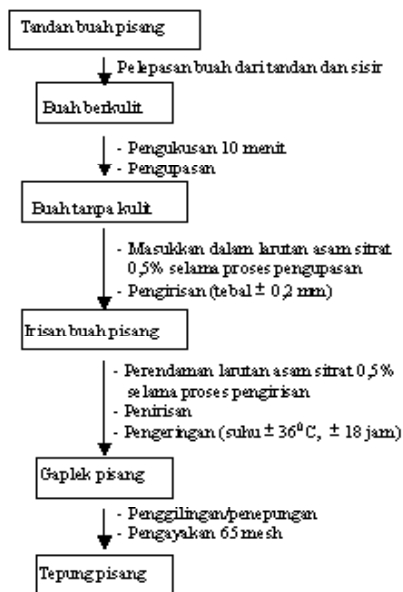 Tandan buah pisang
Pelepasan buah dari tandan dan sisir
Buah berkulit
- Pengukusan 10 menit
- Pengupasan
Buah tanpa kulit
- Masukkan dalam larutan asam sitrat
0,5% selama proses pengupasan
- Pengirisan (tebal ± 0,2 mm)
Irisan buah pisang
- Perendaman larutan asam sitrat 0,5%
selama proses pengirisan
- Penirisan
- Pengeringan (suhu ± 36⁰C, ± 18 jam)
Gaplek pisang
- Penggilingan/penepungan
- Pengayakan 65 mesh
Tepung pisang